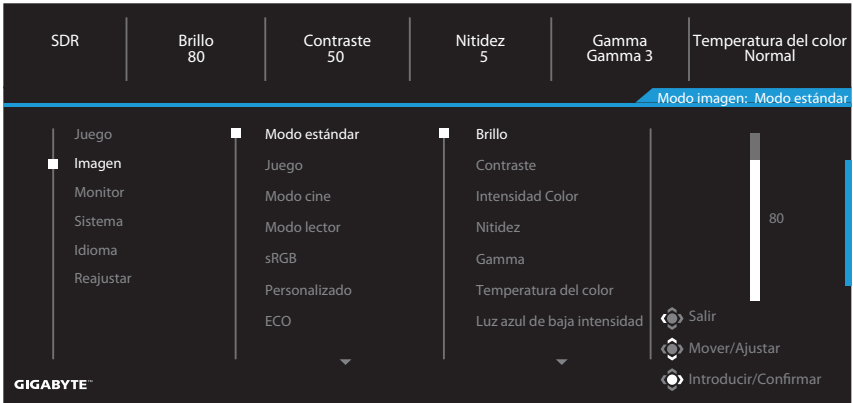 SDR
Brillo
80
Contraste
50
Nitidez
5
Gamma
Gamma 3
Temperatura del color
Normal
Modo imagen: Modo estándar
Juego
Imagen
Monitor
Sistema
Idioma
Reajustar
Modo estándar
Juego
Modo cine
Modo lector
sRGB
Personalizado
ECO
Brillo
Contraste
Intensidad Color
Nitidez
Gamma
Temperatura del color
Luz azul de baja intensidad
80
Salir
Mover/Ajustar
Introducir/Confirmar
GIGABYTE™